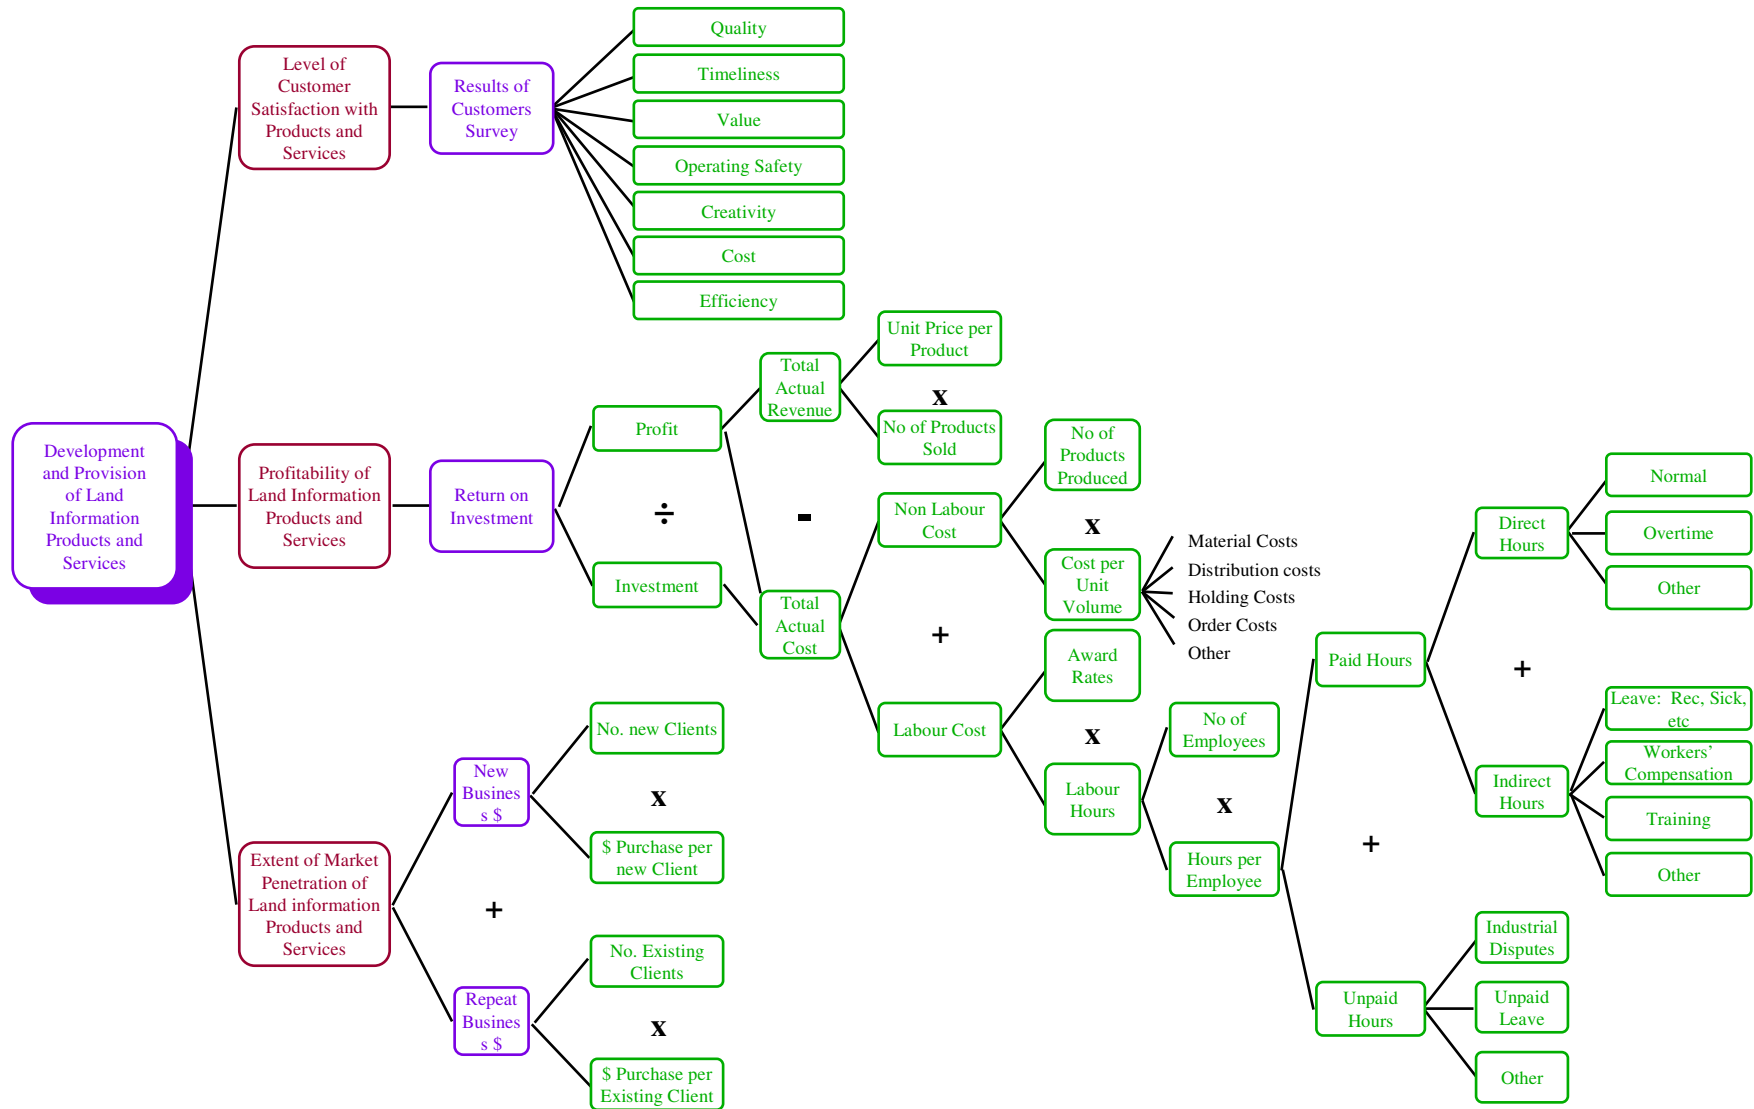 Development
and Provision
of Land
Information
Products and
Services
Level of
Customer
Satisfaction with
Products and
Services
Results of
Customers
Survey
Quality
Timeliness
Value
Operating Safety
Creativity
Cost
Efficiency
Profitability of
Land Information
Products and
Services
Return on
Investment
Profit
÷
Investment
Total
Actual
Revenue
-
Total
Actual
Cost
Unit Price per
Product
x
No of Products
Sold
Non Labour
Cost
+
Labour Cost
No of
Products
Produced
x
Cost per
Unit
Volume
Material Costs
Distribution costs
Holding Costs
Order Costs
Other
Award
Rates
x
Labour
Hours
No of
Employees
x
Hours per
Employee
Paid Hours
+
Unpaid
Hours
Direct
Hours
+
Indirect
Hours
Normal
Overtime
Other
Leave: Rec, Sick,
etc
Workers’
Compensation
Training
Other
Industrial
Disputes
Unpaid
Leave
Other
Extent of Market
Penetration of
Land information
Products and
Services
New
Busines
s $
+
Repeat
Busines
s $
No. new Clients
x
$ Purchase per
new Client
No. Existing
Clients
x
$ Purchase per
Existing Client